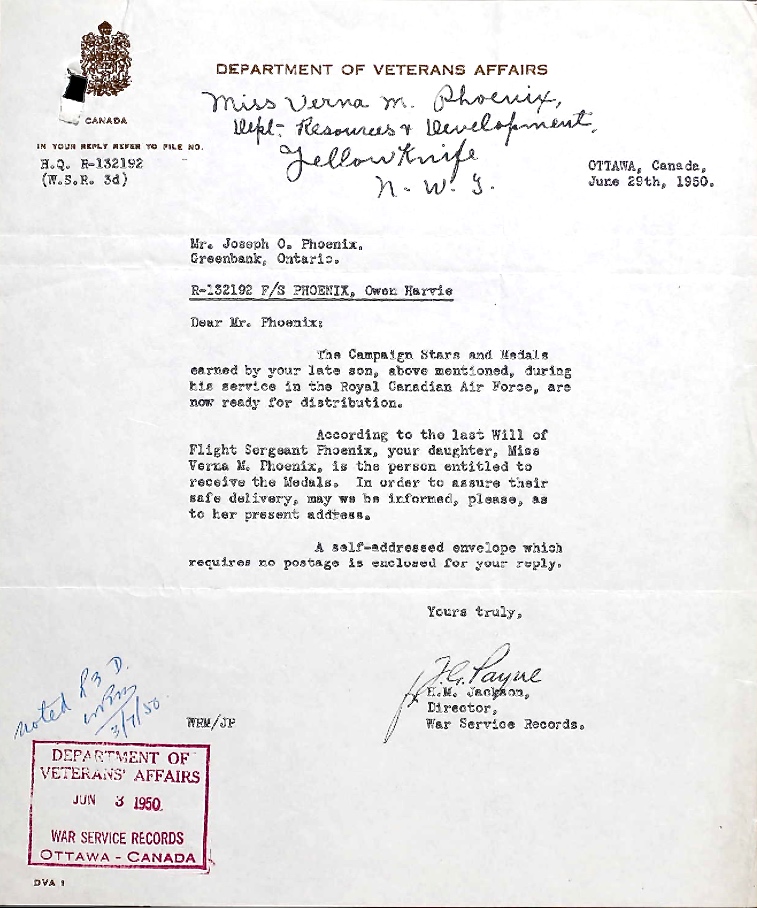 DEPARTMENT OF VETERANS AFFAIRS
Miss Verna M. Phoenix,
Dept. Resources & Development,
Yellowknife
N. W. T.
CANADA
IN YOUR REPLY REFER TO FILE NO.
H.Q. R-132192
(W.S.R. 3d)
OTTAWA, Canada,
June 29th, 1950.
Mr. Joseph O. Phoenix,
Greenbank, Ontario.
R-132192 F/S PHOENIX, Owen Harvie
Dear Mr. Phoenix:
The Campaign Stars and Medals
earned by your late son, above mentioned, during
his service in the Royal Canadian Air Force, are
now ready for distribution.
According to the last Will of
Flight Sergeant Phoenix, your daughter, Miss
Verna M. Phoenix, is the person entitled to
receive the Medals. In order to assure their
safe delivery, may we be informed, please, as
to her present address.
A self-addressed envelope which
requires no postage is enclosed for your reply.
Yours truly,
J.G. Payne
H.M. Jackson,
Director,
War Service Records.
WRM/JP
noted
3/7/50
DEPARTMENT OF
VETERANS' AFFAIRS
JUN 3 1950
WAR SERVICE RECORDS
OTTAWA - CANADA
DVA 1